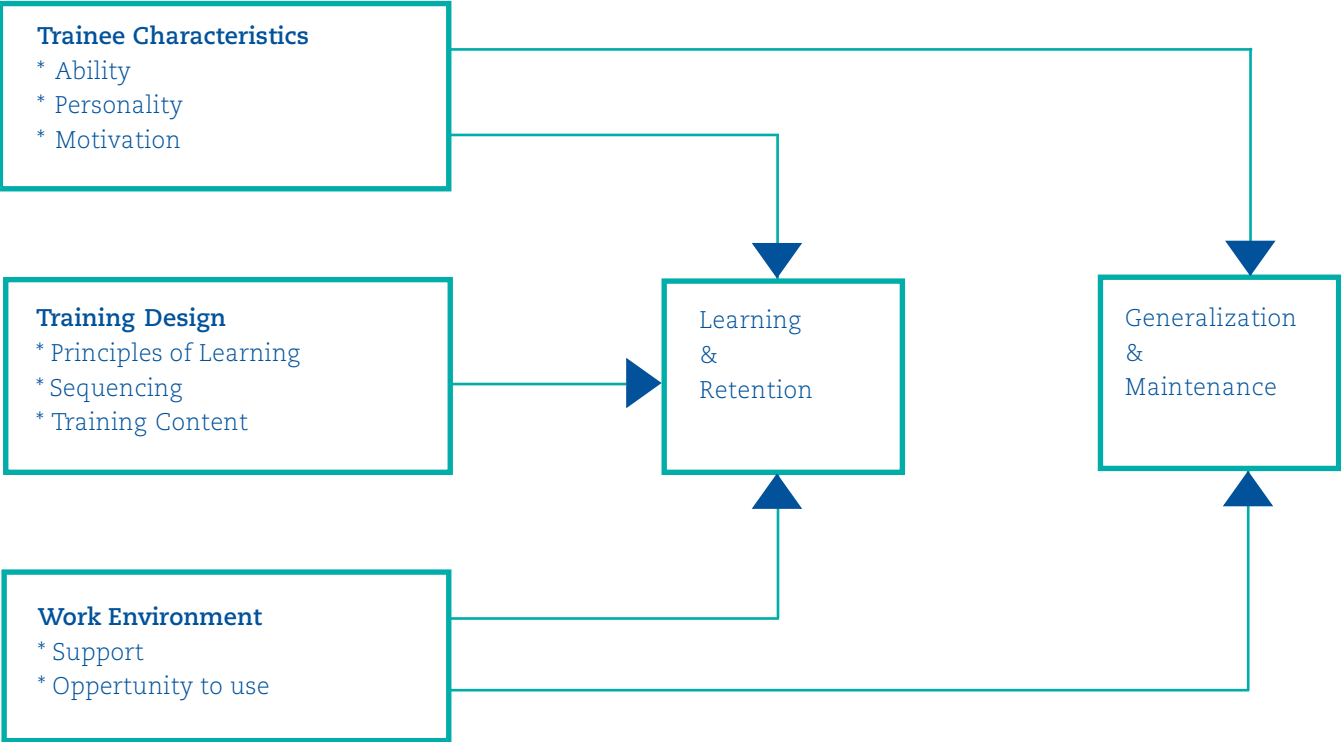 Trainee Characteristics
* Ability
* Personality
* Motivation
Training Design
* Principles of Learning
* Sequencing
* Training Content
Learning
&
Retention
Generalization
&
Maintenance
Work Environment
* Support
* Oppertunity to use